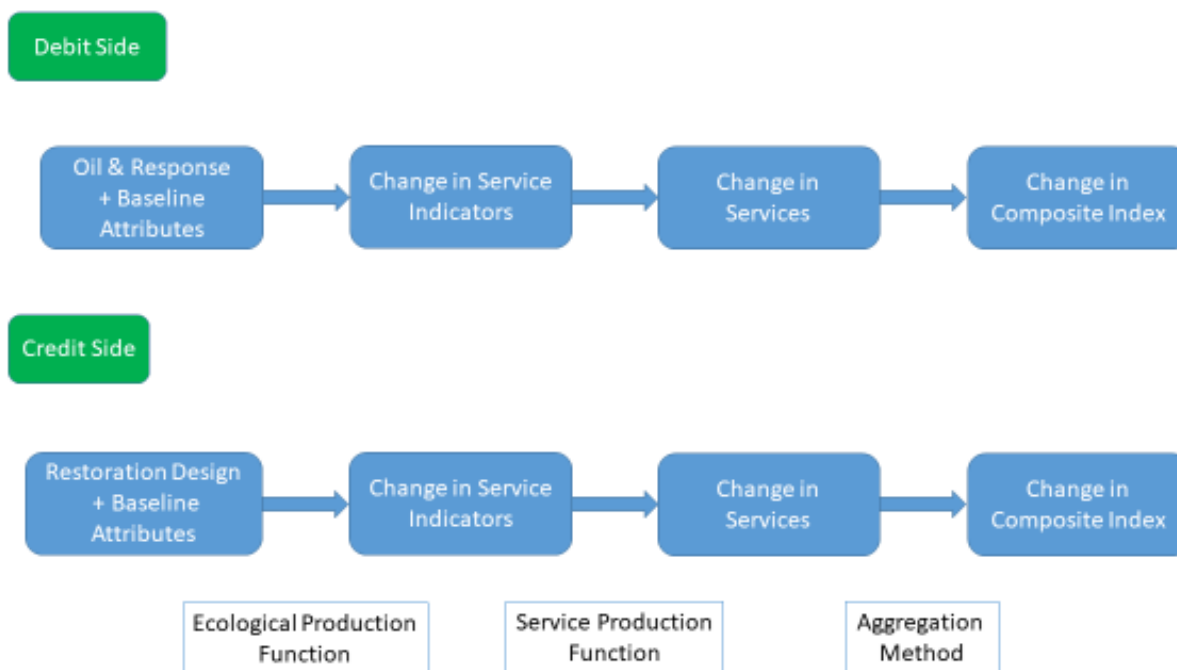 Debit Side
Oil & Response
+ Baseline
Attributes
Change in Service
Indicators
Change in
Services
Change in
Composite Index
Credit Side
Restoration Design
+ Baseline
Attributes
Change in Service
Indicators
Change in
Services
Change in
Composite Index
Ecological Production
Function
Service Production
Function
Aggregation
Method